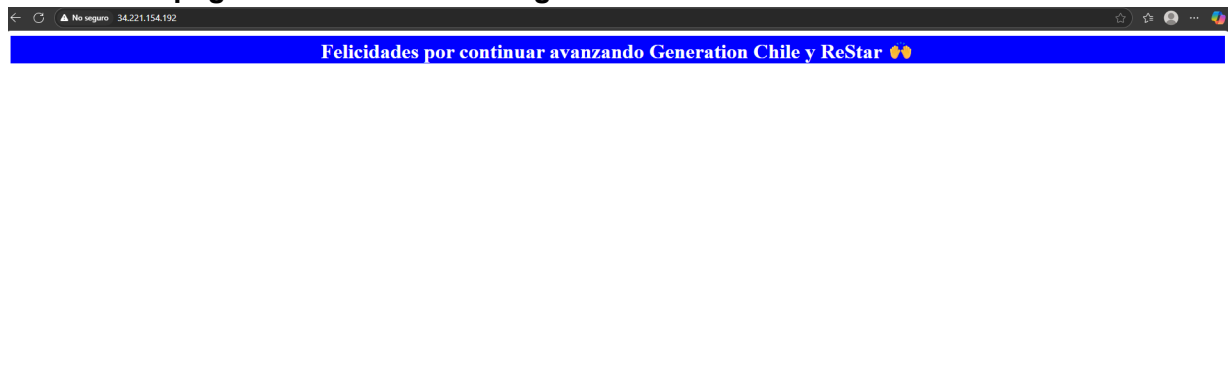 No seguro 34.221.154.192
Felicidades por continuar avanzando Generation Chile y ReStar 🙌